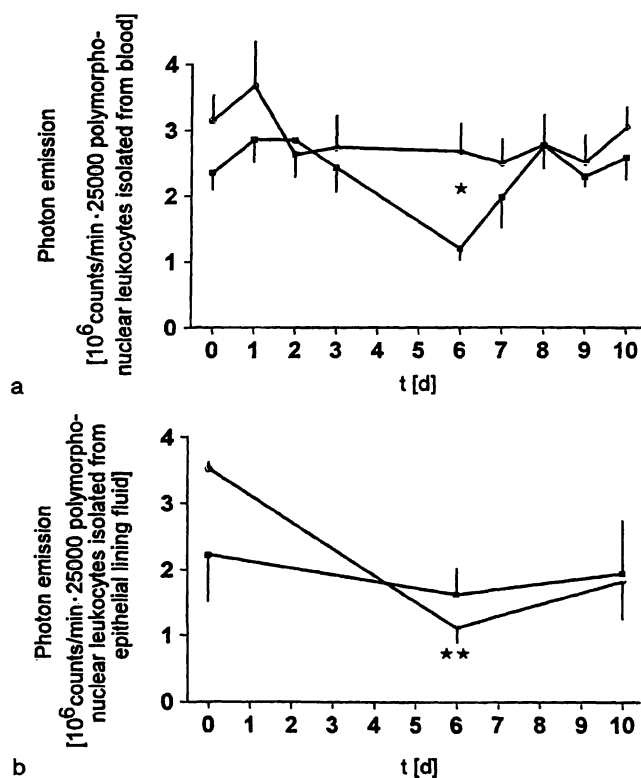 Photon emission
[10⁶counts/min·25000 polymorpho-
nuclear leukocytes isolated from blood]
4
3
2
1
0
★
0 1 2 3 4 5 6 7 8 9 10
t [d]
a
Photon emission
[10⁶counts/min·25000 polymorpho-
nuclear leukocytes isolated from
epithelial lining fluid]
4
3
2
1
0
★★
0 1 2 3 4 5 6 7 8 9 10
t [d]
b